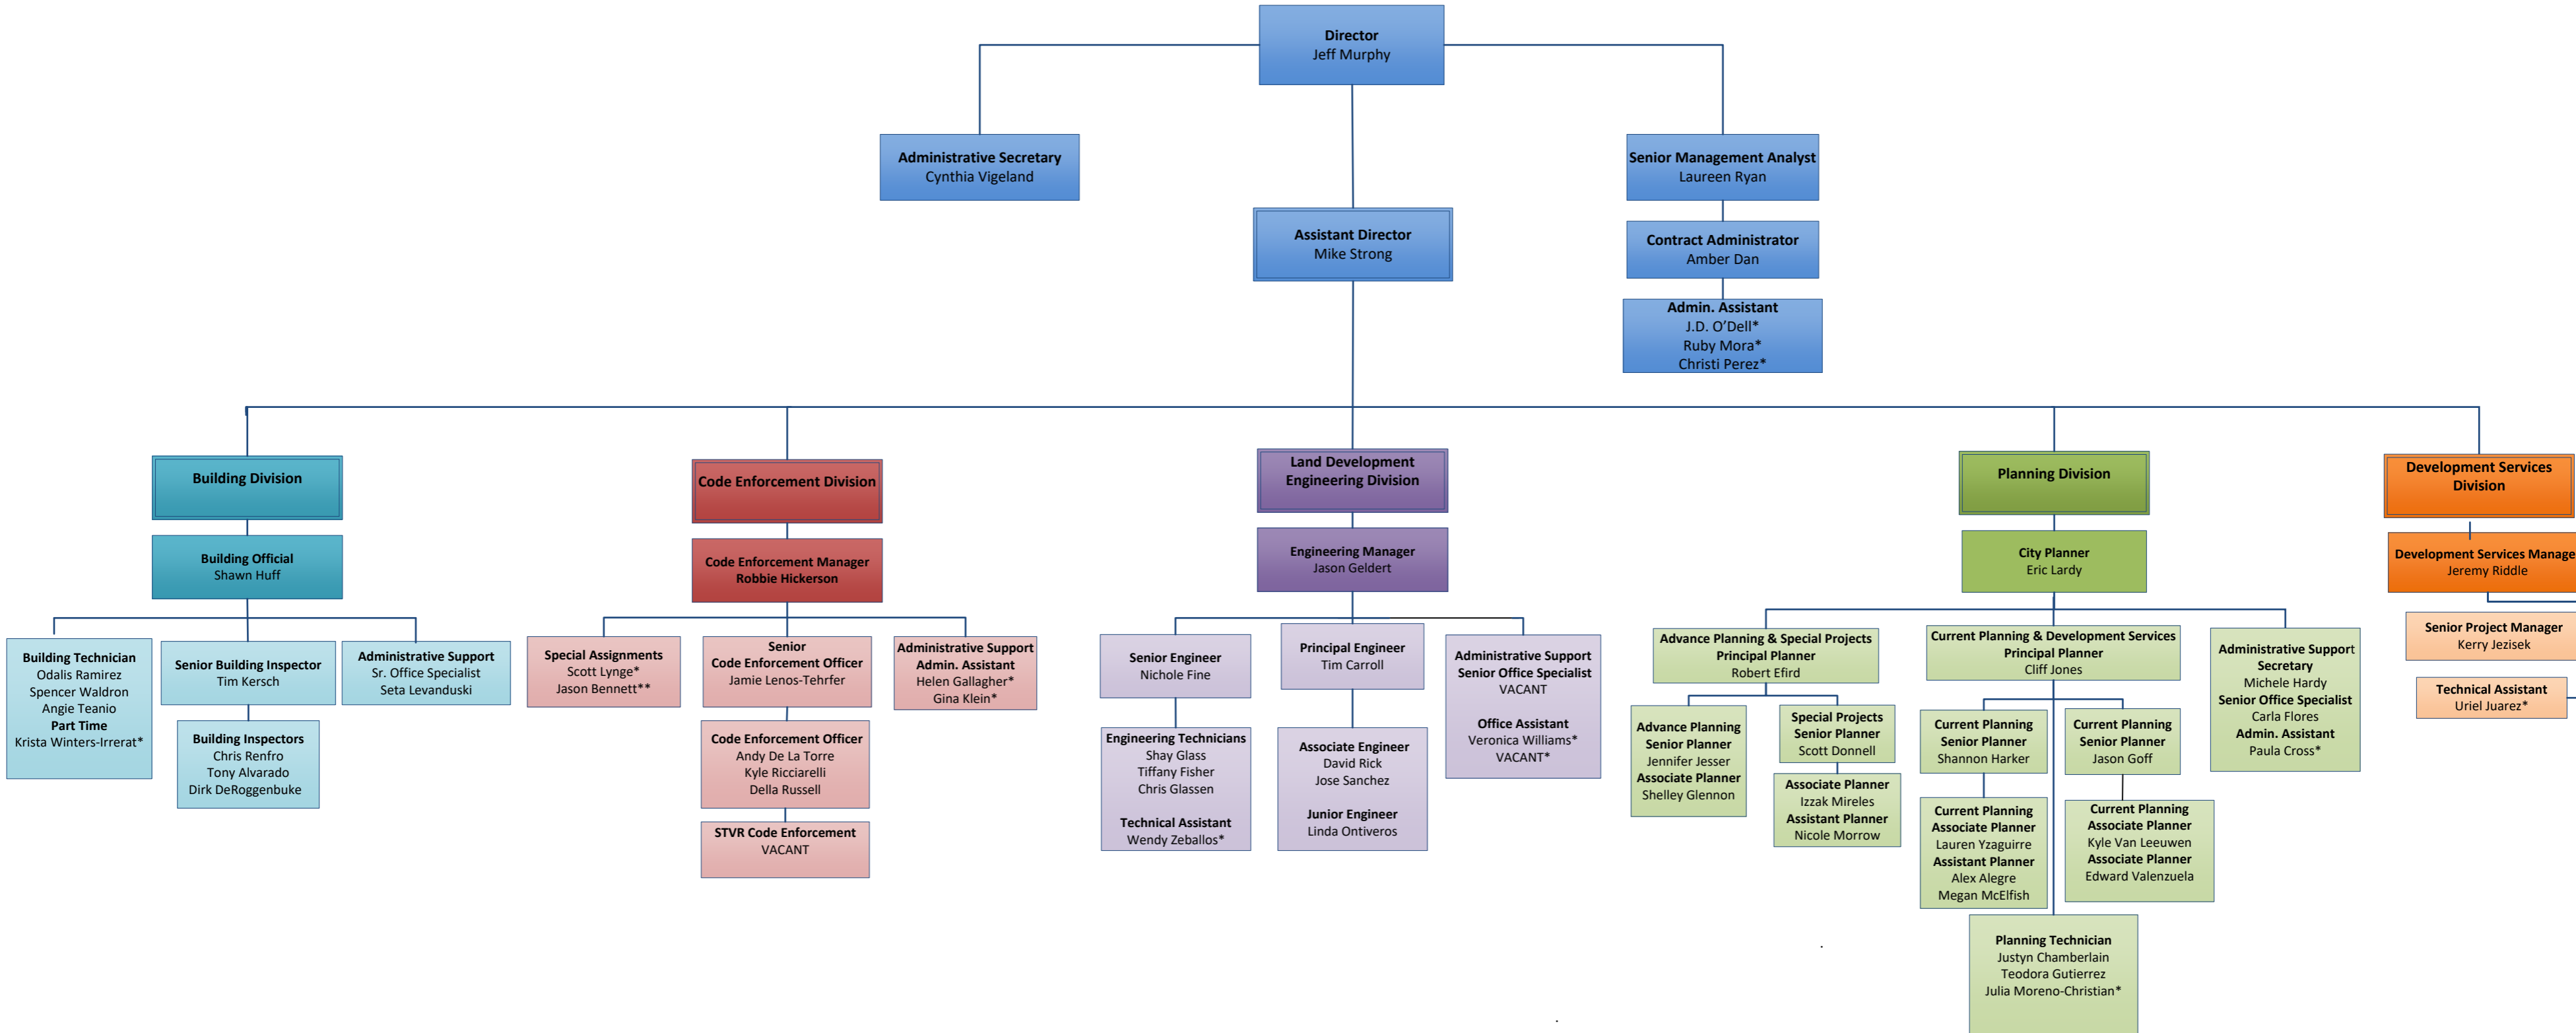 Director
Jeff Murphy
Administrative Secretary
Cynthia Vigeland
Senior Management Analyst
Laureen Ryan
Assistant Director
Mike Strong
Contract Administrator
Amber Dan
Admin. Assistant
J.D. O’Dell*
Ruby Mora*
Christi Perez*
Building Division
Building Official
Shawn Huff
Building Technician
Odalis Ramirez
Spencer Waldron
Angie Teanio
Part Time
Krista Winters-Irrerat*
Senior Building Inspector
Tim Kersch
Building Inspectors
Chris Renfro
Tony Alvarado
Dirk DeRoggenbuke
Administrative Support
Sr. Office Specialist
Seta Levanduski
Code Enforcement Division
Code Enforcement Manager
Robbie Hickerson
Special Assignments
Scott Lynge*
Jason Bennett**
Senior
Code Enforcement Officer
Jamie Lenos-Tehrfer
Code Enforcement Officer
Andy De La Torre
Kyle Ricciarelli
Della Russell
STVR Code Enforcement
VACANT
Administrative Support
Admin. Assistant
Helen Gallagher*
Gina Klein*
Land Development
Engineering Division
Engineering Manager
Jason Geldert
Senior Engineer
Nichole Fine
Engineering Technicians
Shay Glass
Tiffany Fisher
Chris Glassen
Technical Assistant
Wendy Zeballos*
Principal Engineer
Tim Carroll
Associate Engineer
David Rick
Jose Sanchez
Junior Engineer
Linda Ontiveros
Administrative Support
Senior Office Specialist
VACANT
Office Assistant
Veronica Williams*
VACANT*
Planning Division
City Planner
Eric Lardy
Advance Planning & Special Projects
Principal Planner
Robert Efird
Advance Planning
Senior Planner
Jennifer Jesser
Associate Planner
Shelley Glennon
Special Projects
Senior Planner
Scott Donnell
Associate Planner
Izzak Mireles
Assistant Planner
Nicole Morrow
Current Planning & Development Services
Principal Planner
Cliff Jones
Current Planning
Senior Planner
Shannon Harker
Current Planning
Associate Planner
Lauren Yzaguirre
Assistant Planner
Alex Alegre
Megan McElfish
Current Planning
Senior Planner
Jason Goff
Current Planning
Associate Planner
Kyle Van Leeuwen
Associate Planner
Edward Valenzuela
Planning Technician
Justyn Chamberlain
Teodora Gutierrez
Julia Moreno-Christian*
Administrative Support
Secretary
Michele Hardy
Senior Office Specialist
Carla Flores
Admin. Assistant
Paula Cross*
Development Services
Division
Development Services Manage
Jeremy Riddle
Senior Project Manager
Kerry Jezisek
Technical Assistant
Uriel Juarez*